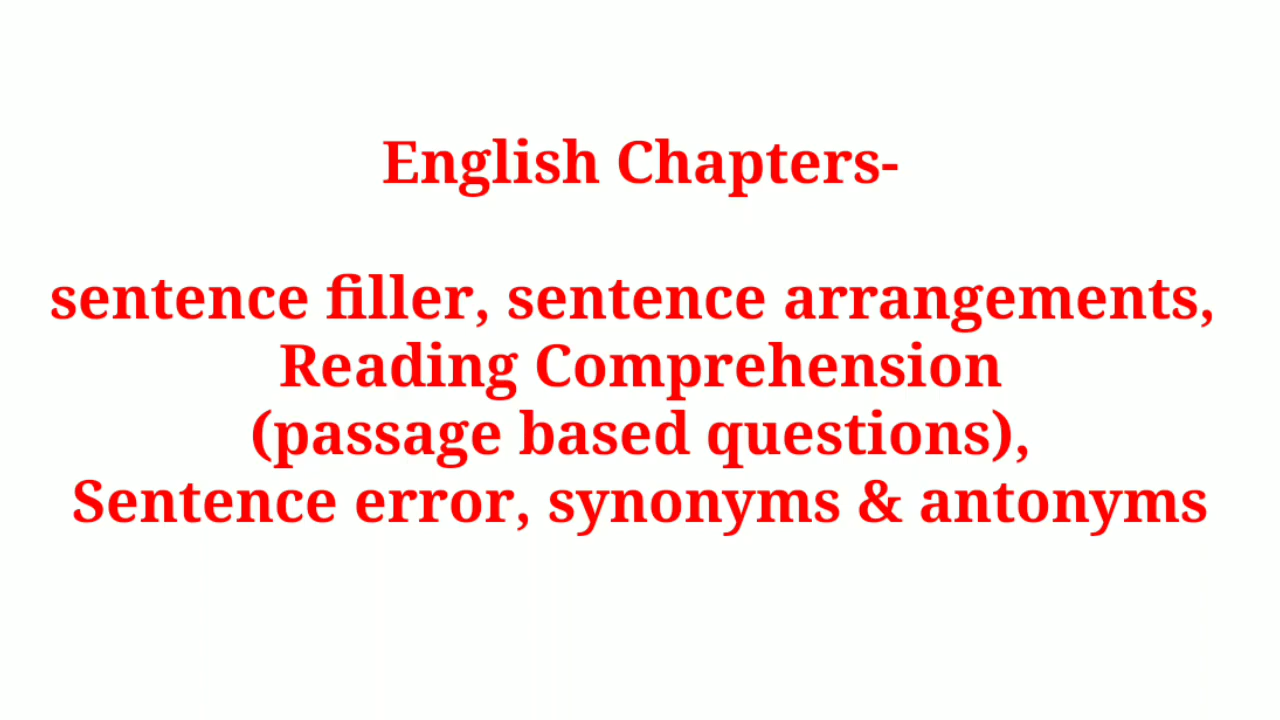 English Chapters-
sentence filler, sentence arrangements,
Reading Comprehension
(passage based questions),
Sentence error, synonyms & antonyms